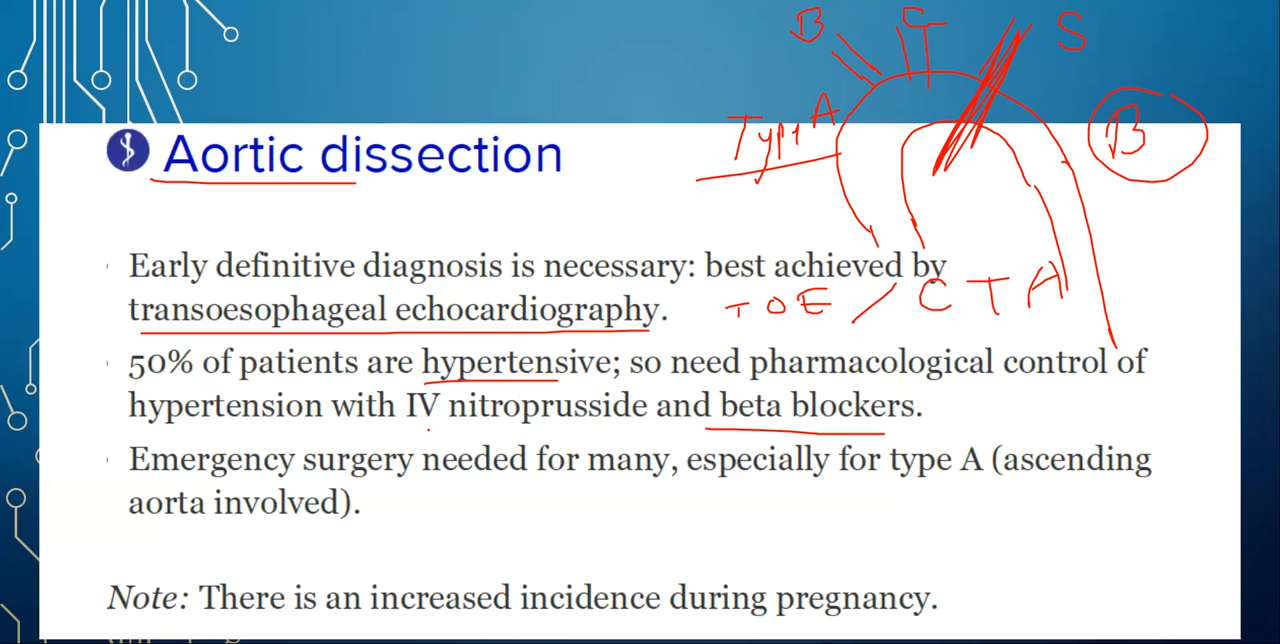 B C S
Type A B
Aortic dissection
Early definitive diagnosis is necessary: best achieved by
transoesophageal echocardiography. TOE / CTA
50% of patients are hypertensive; so need pharmacological control of
hypertension with IV nitroprusside and beta blockers.
Emergency surgery needed for many, especially for type A (ascending
aorta involved).
Note: There is an increased incidence during pregnancy.